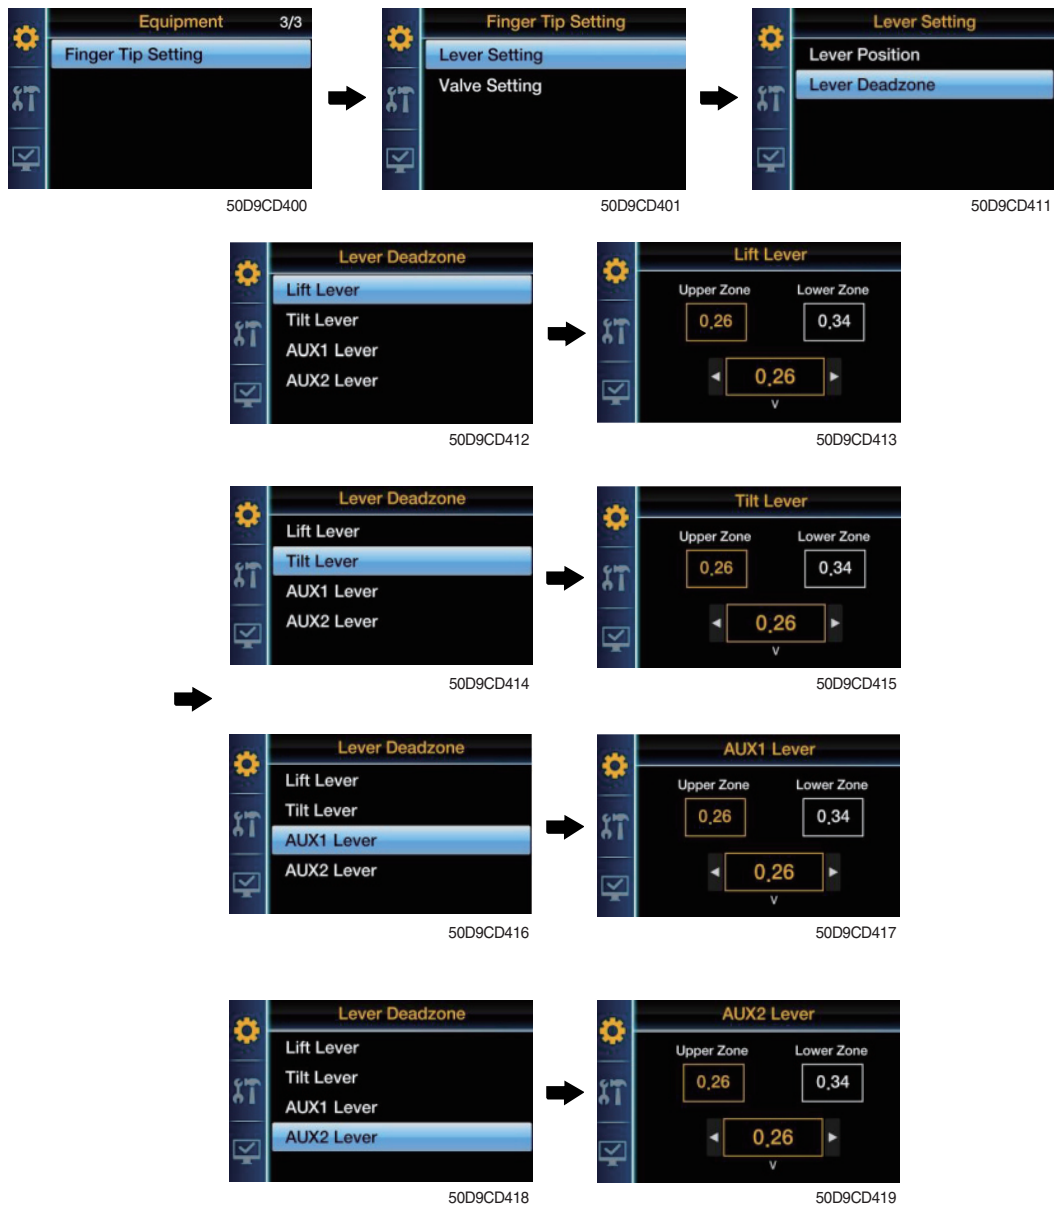 Equipment 3/3
Finger Tip Setting
50D9CD400
Finger Tip Setting
Lever Setting
Valve Setting
50D9CD401
Lever Setting
Lever Position
Lever Deadzone
50D9CD411
Lever Deadzone
Lift Lever
Tilt Lever
AUX1 Lever
AUX2 Lever
50D9CD412
Lift Lever
Upper Zone Lower Zone
0.26 0.34
0.26
50D9CD413
Lever Deadzone
Lift Lever
Tilt Lever
AUX1 Lever
AUX2 Lever
50D9CD414
Tilt Lever
Upper Zone Lower Zone
0.26 0.34
0.26
50D9CD415
Lever Deadzone
Lift Lever
Tilt Lever
AUX1 Lever
AUX2 Lever
50D9CD416
AUX1 Lever
Upper Zone Lower Zone
0.26 0.34
0.26
50D9CD417
Lever Deadzone
Lift Lever
Tilt Lever
AUX1 Lever
AUX2 Lever
50D9CD418
AUX2 Lever
Upper Zone Lower Zone
0.26 0.34
0.26
50D9CD419